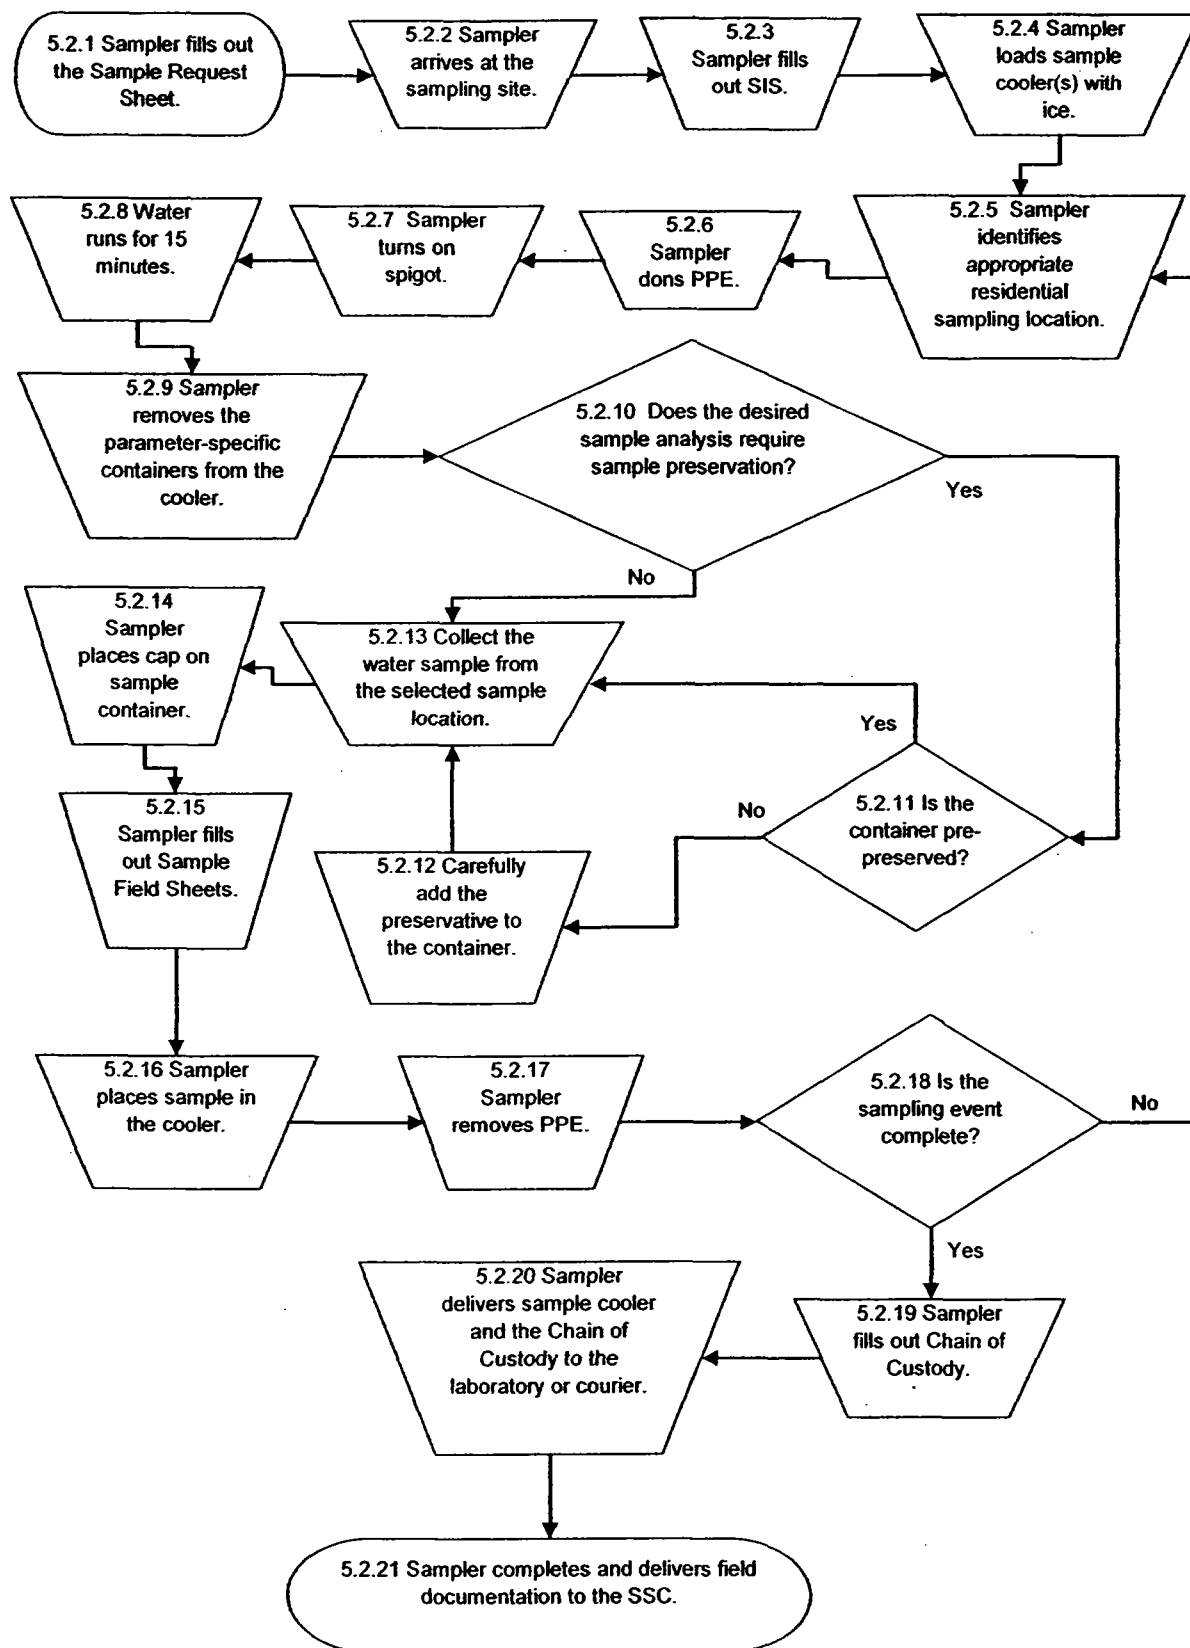 5.2.1 Sampler fills out
the Sample Request
Sheet.
5.2.2 Sampler
arrives at the
sampling site.
5.2.3
Sampler fills
out SIS.
5.2.4 Sampler
loads sample
cooler(s) with
ice.
5.2.5 Sampler
identifies
appropriate
residential
sampling location.
5.2.6
Sampler
dons PPE.
5.2.7 Sampler
turns on
spigot.
5.2.8 Water
runs for 15
minutes.
5.2.9 Sampler
removes the
parameter-specific
containers from the
cooler.
5.2.10 Does the desired
sample analysis require
sample preservation?
Yes
No
5.2.11 Is the
container pre-
preserved?
Yes
No
5.2.12 Carefully
add the
preservative to
the container.
5.2.13 Collect the
water sample from
the selected sample
location.
5.2.14
Sampler
places cap on
sample
container.
5.2.15
Sampler fills
out Sample
Field Sheets.
5.2.16 Sampler
places sample in
the cooler.
5.2.17
Sampler
removes PPE.
5.2.18 Is the
sampling event
complete?
No
Yes
5.2.19 Sampler
fills out Chain of
Custody.
5.2.20 Sampler
delivers sample cooler
and the Chain of
Custody to the
laboratory or courier.
5.2.21 Sampler completes and delivers field
documentation to the SSC.